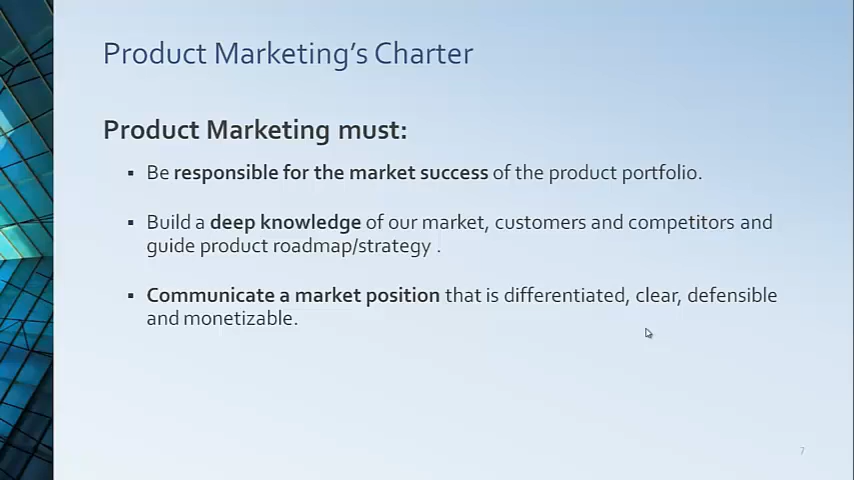 Product Marketing's Charter
Product Marketing must:
▪ Be responsible for the market success of the product portfolio.
▪ Build a deep knowledge of our market, customers and competitors and
guide product roadmap/strategy .
▪ Communicate a market position that is differentiated, clear, defensible
and monetizable.
7